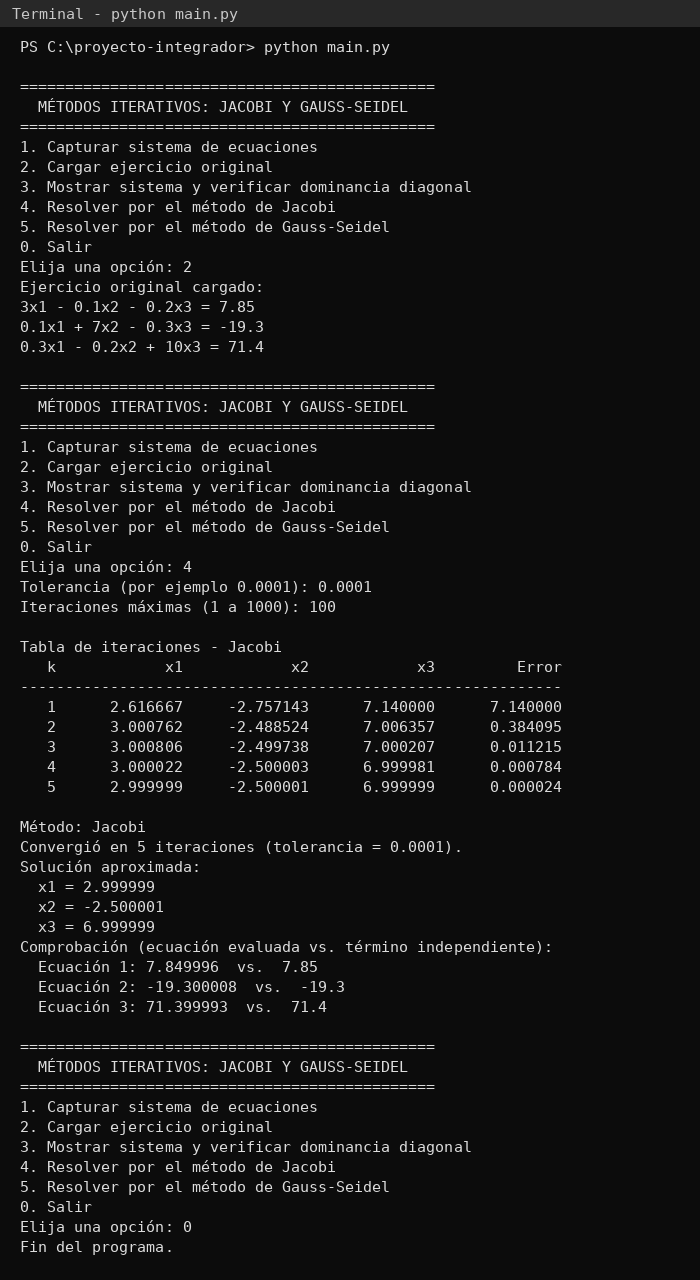 Terminal - python main.py
PS C:\proyecto-integrador> python main.py
==============================================
MÉTODOS ITERATIVOS: JACOBI Y GAUSS-SEIDEL
==============================================
1. Capturar sistema de ecuaciones
2. Cargar ejercicio original
3. Mostrar sistema y verificar dominancia diagonal
4. Resolver por el método de Jacobi
5. Resolver por el método de Gauss-Seidel
0. Salir
Elija una opción: 2
Ejercicio original cargado:
3x1 - 0.1x2 - 0.2x3 = 7.85
0.1x1 + 7x2 - 0.3x3 = -19.3
0.3x1 - 0.2x2 + 10x3 = 71.4
==============================================
MÉTODOS ITERATIVOS: JACOBI Y GAUSS-SEIDEL
==============================================
1. Capturar sistema de ecuaciones
2. Cargar ejercicio original
3. Mostrar sistema y verificar dominancia diagonal
4. Resolver por el método de Jacobi
5. Resolver por el método de Gauss-Seidel
0. Salir
Elija una opción: 4
Tolerancia (por ejemplo 0.0001): 0.0001
Iteraciones máximas (1 a 1000): 100
Tabla de iteraciones - Jacobi
k x1 x2 x3 Error
------------------------------------------------------------
1 2.616667 -2.757143 7.140000 7.140000
2 3.000762 -2.488524 7.006357 0.384095
3 3.000806 -2.499738 7.000207 0.011215
4 3.000022 -2.500003 6.999981 0.000784
5 2.999999 -2.500001 6.999999 0.000024
Método: Jacobi
Convergió en 5 iteraciones (tolerancia = 0.0001).
Solución aproximada:
x1 = 2.999999
x2 = -2.500001
x3 = 6.999999
Comprobación (ecuación evaluada vs. término independiente):
Ecuación 1: 7.849996 vs. 7.85
Ecuación 2: -19.300008 vs. -19.3
Ecuación 3: 71.399993 vs. 71.4
==============================================
MÉTODOS ITERATIVOS: JACOBI Y GAUSS-SEIDEL
==============================================
1. Capturar sistema de ecuaciones
2. Cargar ejercicio original
3. Mostrar sistema y verificar dominancia diagonal
4. Resolver por el método de Jacobi
5. Resolver por el método de Gauss-Seidel
0. Salir
Elija una opción: 0
Fin del programa.